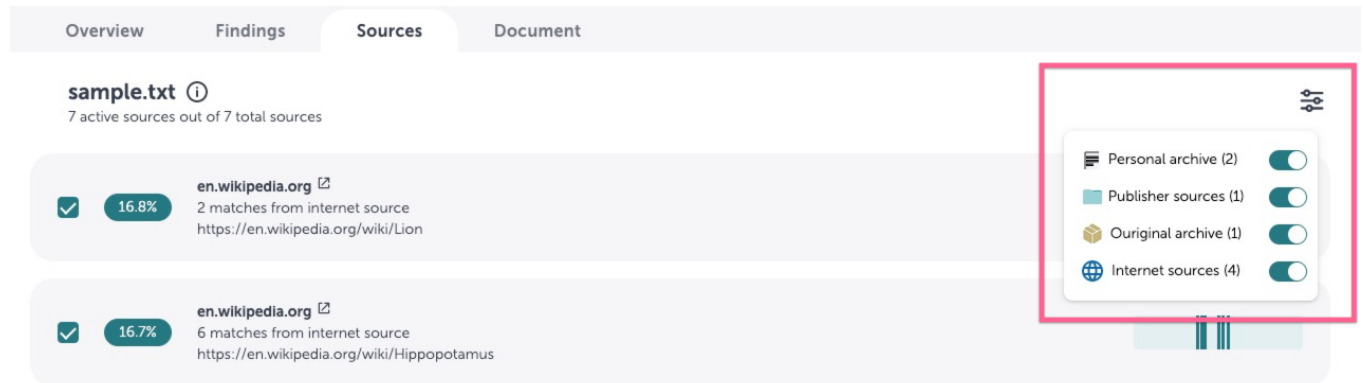 Overview Findings Sources Document
sample.txt
7 active sources out of 7 total sources
Personal archive (2)
Publisher sources (1)
Ouriginal archive (1)
Internet sources (4)
16.8%
en.wikipedia.org
2 matches from internet source
https://en.wikipedia.org/wiki/Lion
16.7%
en.wikipedia.org
6 matches from internet source
https://en.wikipedia.org/wiki/Hippopotamus